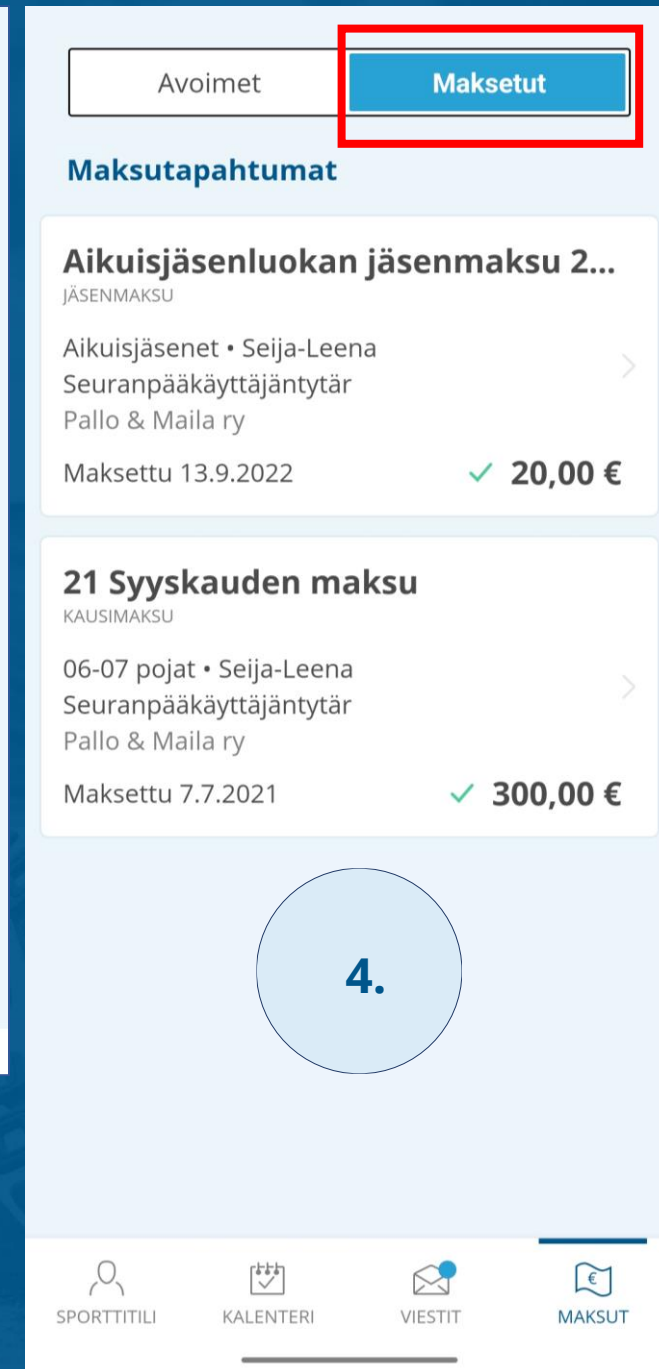 Avoimet
Maksetut
Maksutapahtumat
Aikuisjäsenluokan jäsenmaksu 2...
JÄSENMAKSU
Aikuisjäsenet • Seija-Leena
Seuranpääkäyttäjäntytär
Pallo & Maila ry
Maksettu 13.9.2022
20,00 €
21 Syyskauden maksu
KAUSIMAKSU
06-07 pojat • Seija-Leena
Seuranpääkäyttäjäntytär
Pallo & Maila ry
Maksettu 7.7.2021
300,00 €
4.
SPORTTITILI
KALENTERI
VIESTIT
€
MAKSUT